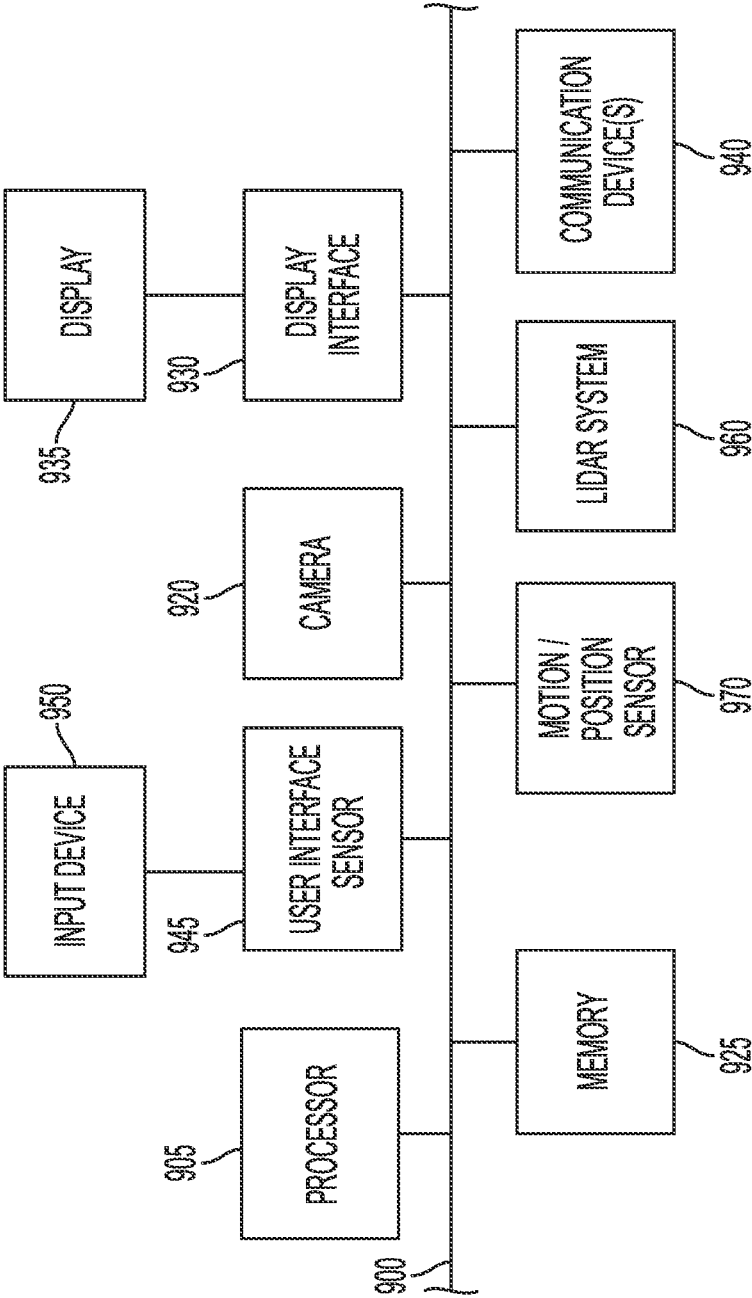 INPUT DEVICE
950
DISPLAY
935
PROCESSOR
905
USER INTERFACE
SENSOR
945
CAMERA
920
DISPLAY
INTERFACE
930
900
MEMORY
925
MOTION /
POSITION
SENSOR
970
LIDAR SYSTEM
960
COMMUNICATION
DEVICE(S)
940